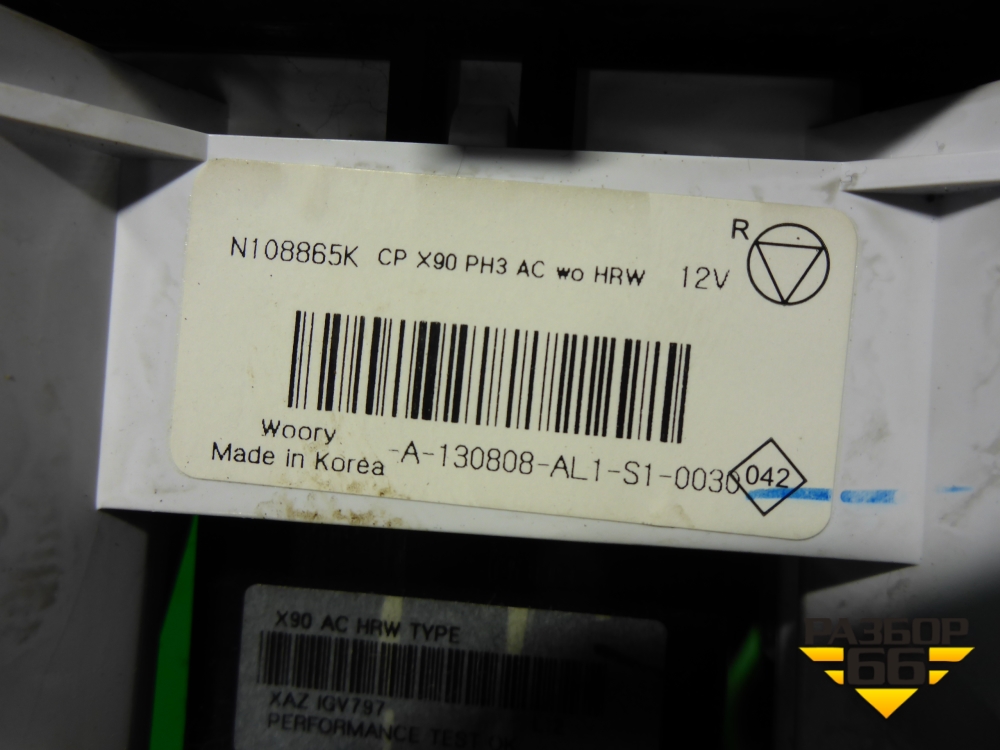 N108865K CP X90 PH3 AC wo HRW 12V R
Woory
Made in Korea -A-130808-AL1-S1-0030 042
X90 AC HRW TYPE
XAZ IGV797
PERFORMANCE TEST
РАЗБОР
66